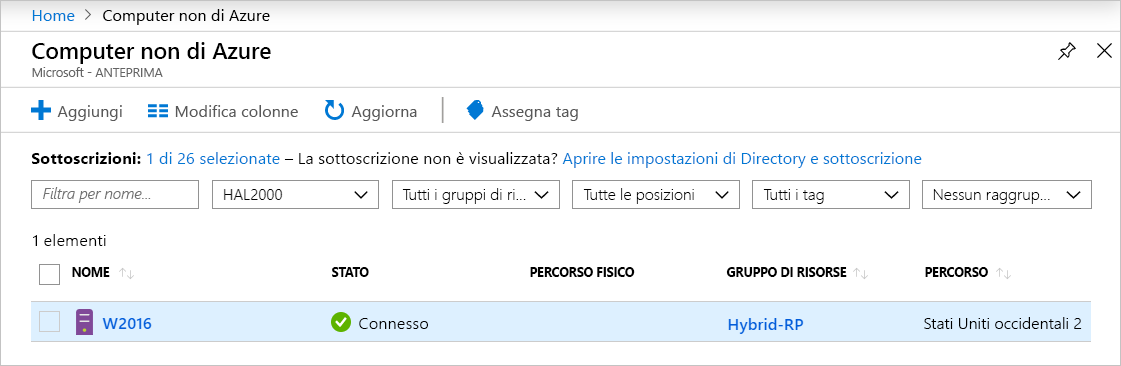 Home > Computer non di Azure
Computer non di Azure
Microsoft - ANTEPRIMA
Aggiungi Modifica colonne Aggiorna Assegna tag
Sottoscrizioni: 1 di 26 selezionate – La sottoscrizione non è visualizzata? Aprire le impostazioni di Directory e sottoscrizione
Filtra per nome... HAL2000 Tutti i gruppi di ri... Tutte le posizioni Tutti i tag Nessun raggrup...
1 elementi
NOME STATO PERCORSO FISICO GRUPPO DI RISORSE PERCORSO
W2016 Connesso Hybrid-RP Stati Uniti occidentali 2